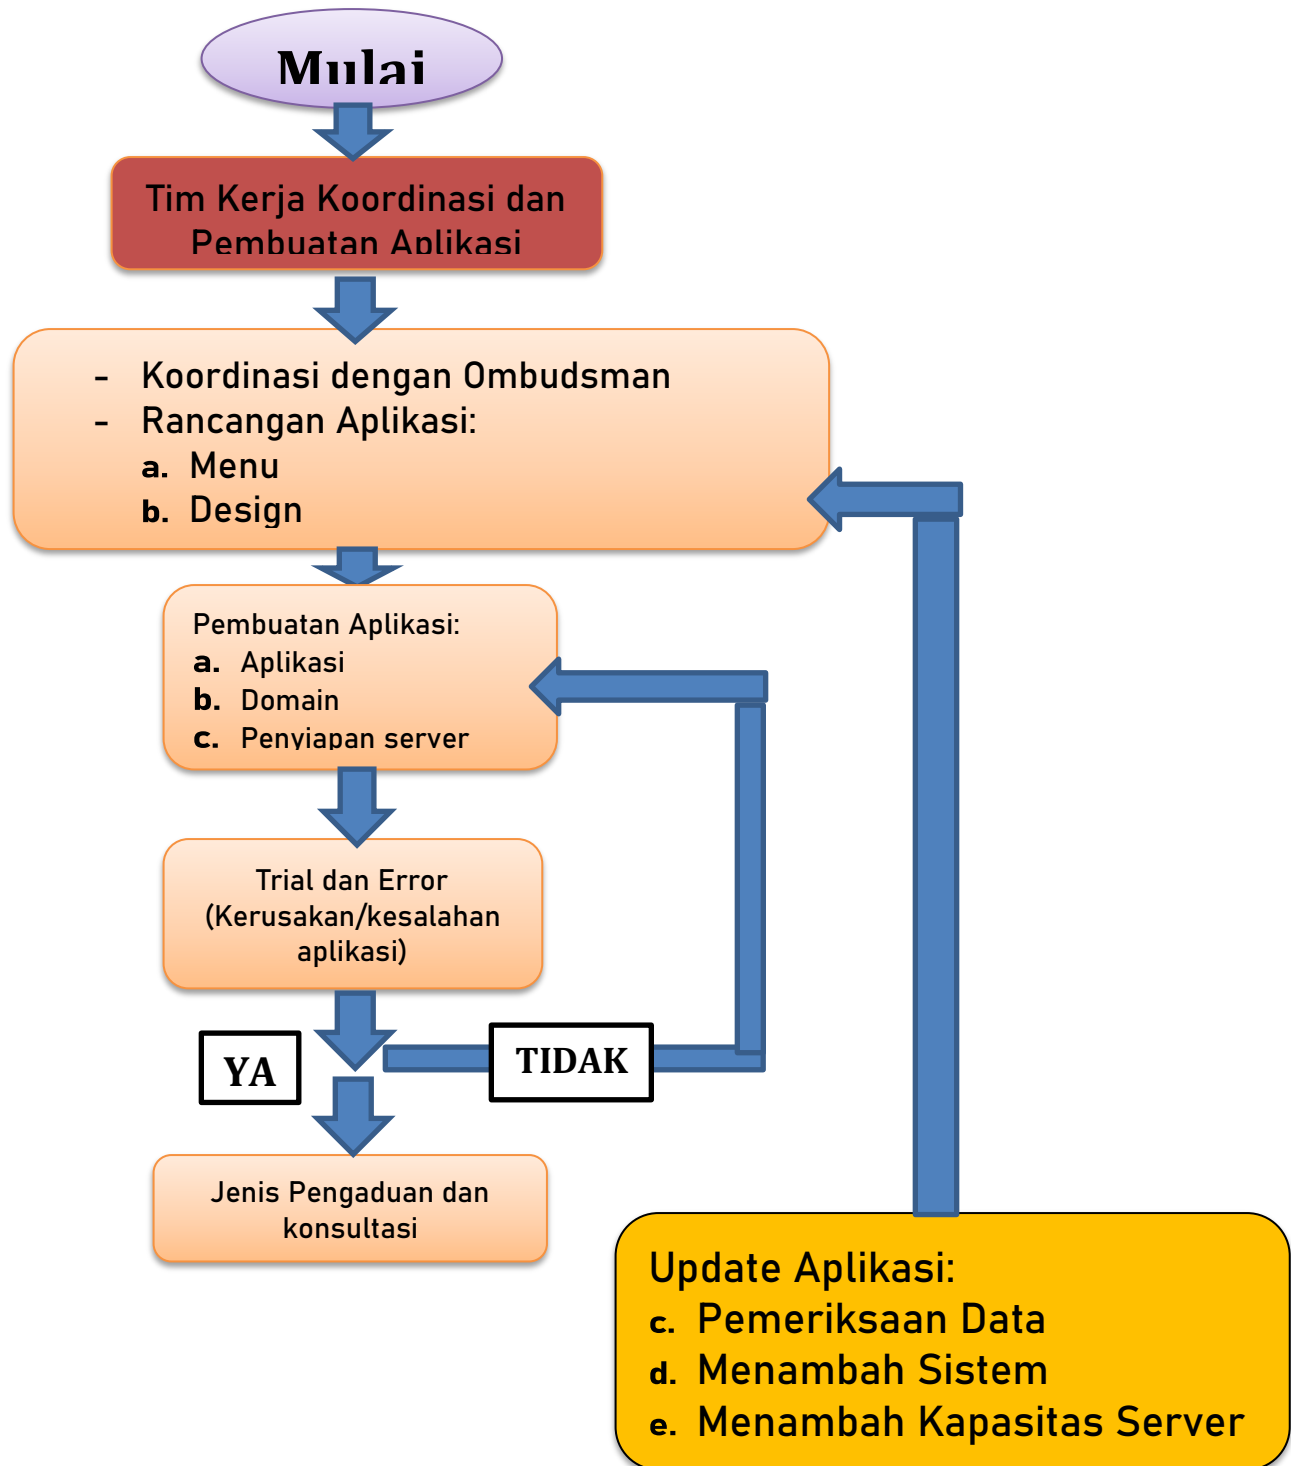 Mulai
Tim Kerja Koordinasi dan
Pembuatan Aplikasi
- Koordinasi dengan Ombudsman
- Rancangan Aplikasi:
a. Menu
b. Design
Pembuatan Aplikasi:
a. Aplikasi
b. Domain
c. Penyiapan server
Trial dan Error
(Kerusakan/kesalahan
aplikasi)
YA
TIDAK
Jenis Pengaduan dan
konsultasi
Update Aplikasi:
c. Pemeriksaan Data
d. Menambah Sistem
e. Menambah Kapasitas Server